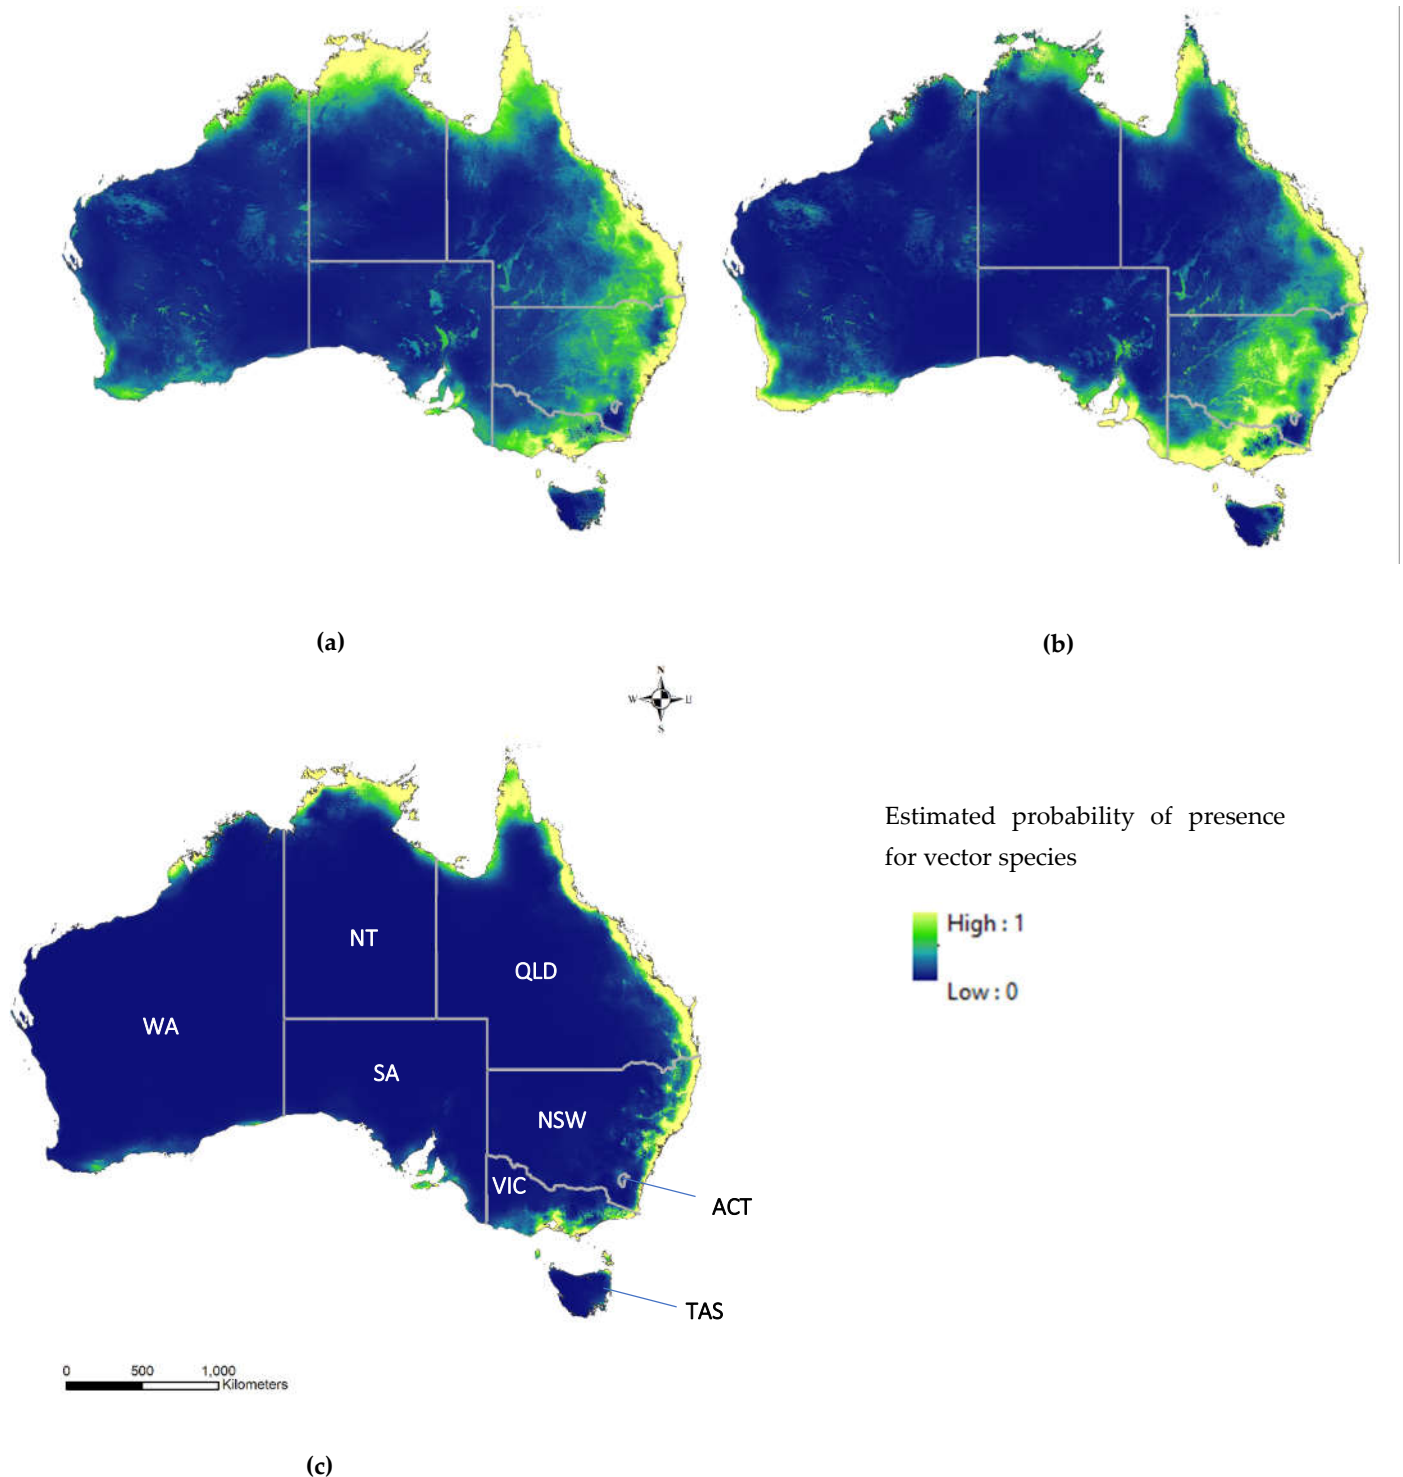 (a)
(b)
N
W
E
S
Estimated probability of presence
for vector species
High : 1
Low : 0
NT
QLD
WA
SA
NSW
VIC
ACT
TAS
0 500 1,000
Kilometers
(c)